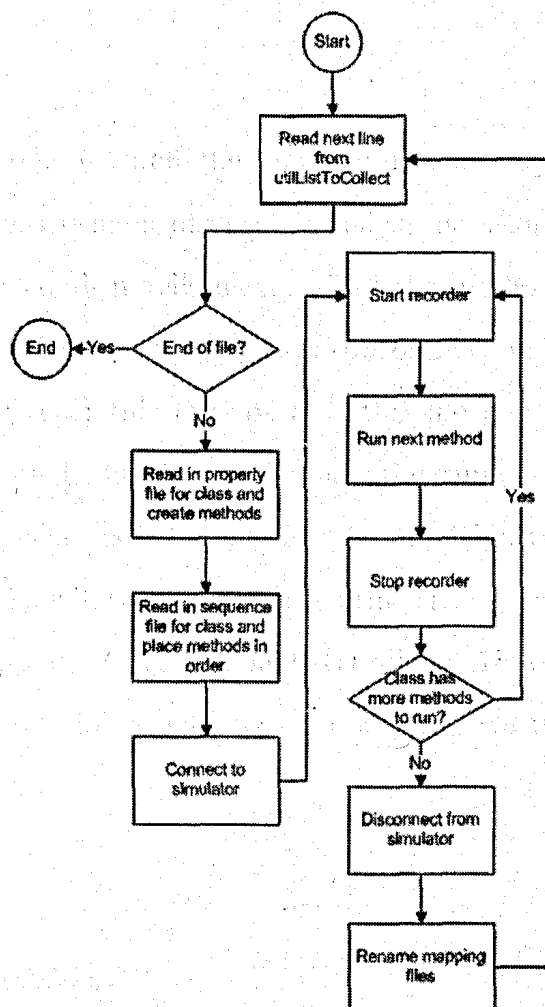 Start
Read next line
from
utilListToCollect
End of file?
Yes
End
No
Read in property
file for class and
create methods
Read in sequence
file for class and
place methods in
order
Connect to
simulator
Start recorder
Run next method
Stop recorder
Class has
more methods
to run?
Yes
No
Disconnect from
simulator
Rename mapping
files